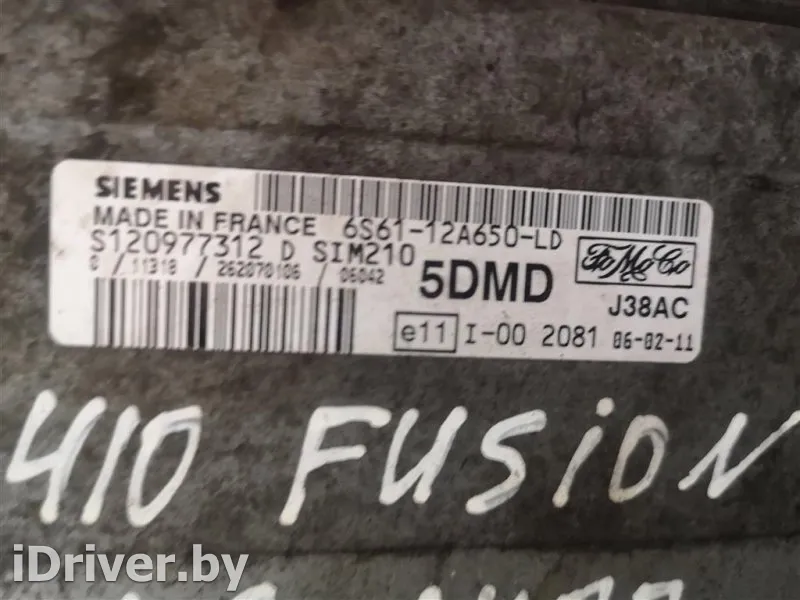 SIEMENS
MADE IN FRANCE 6S61-12A650-LD
S120977312 D SIM210
0 / 11318 / 262070106 / 06042
5DMD
FoMoCo
J38AC
e11 I-00 2081 06-02-11
410 FUSION
iDriver.by